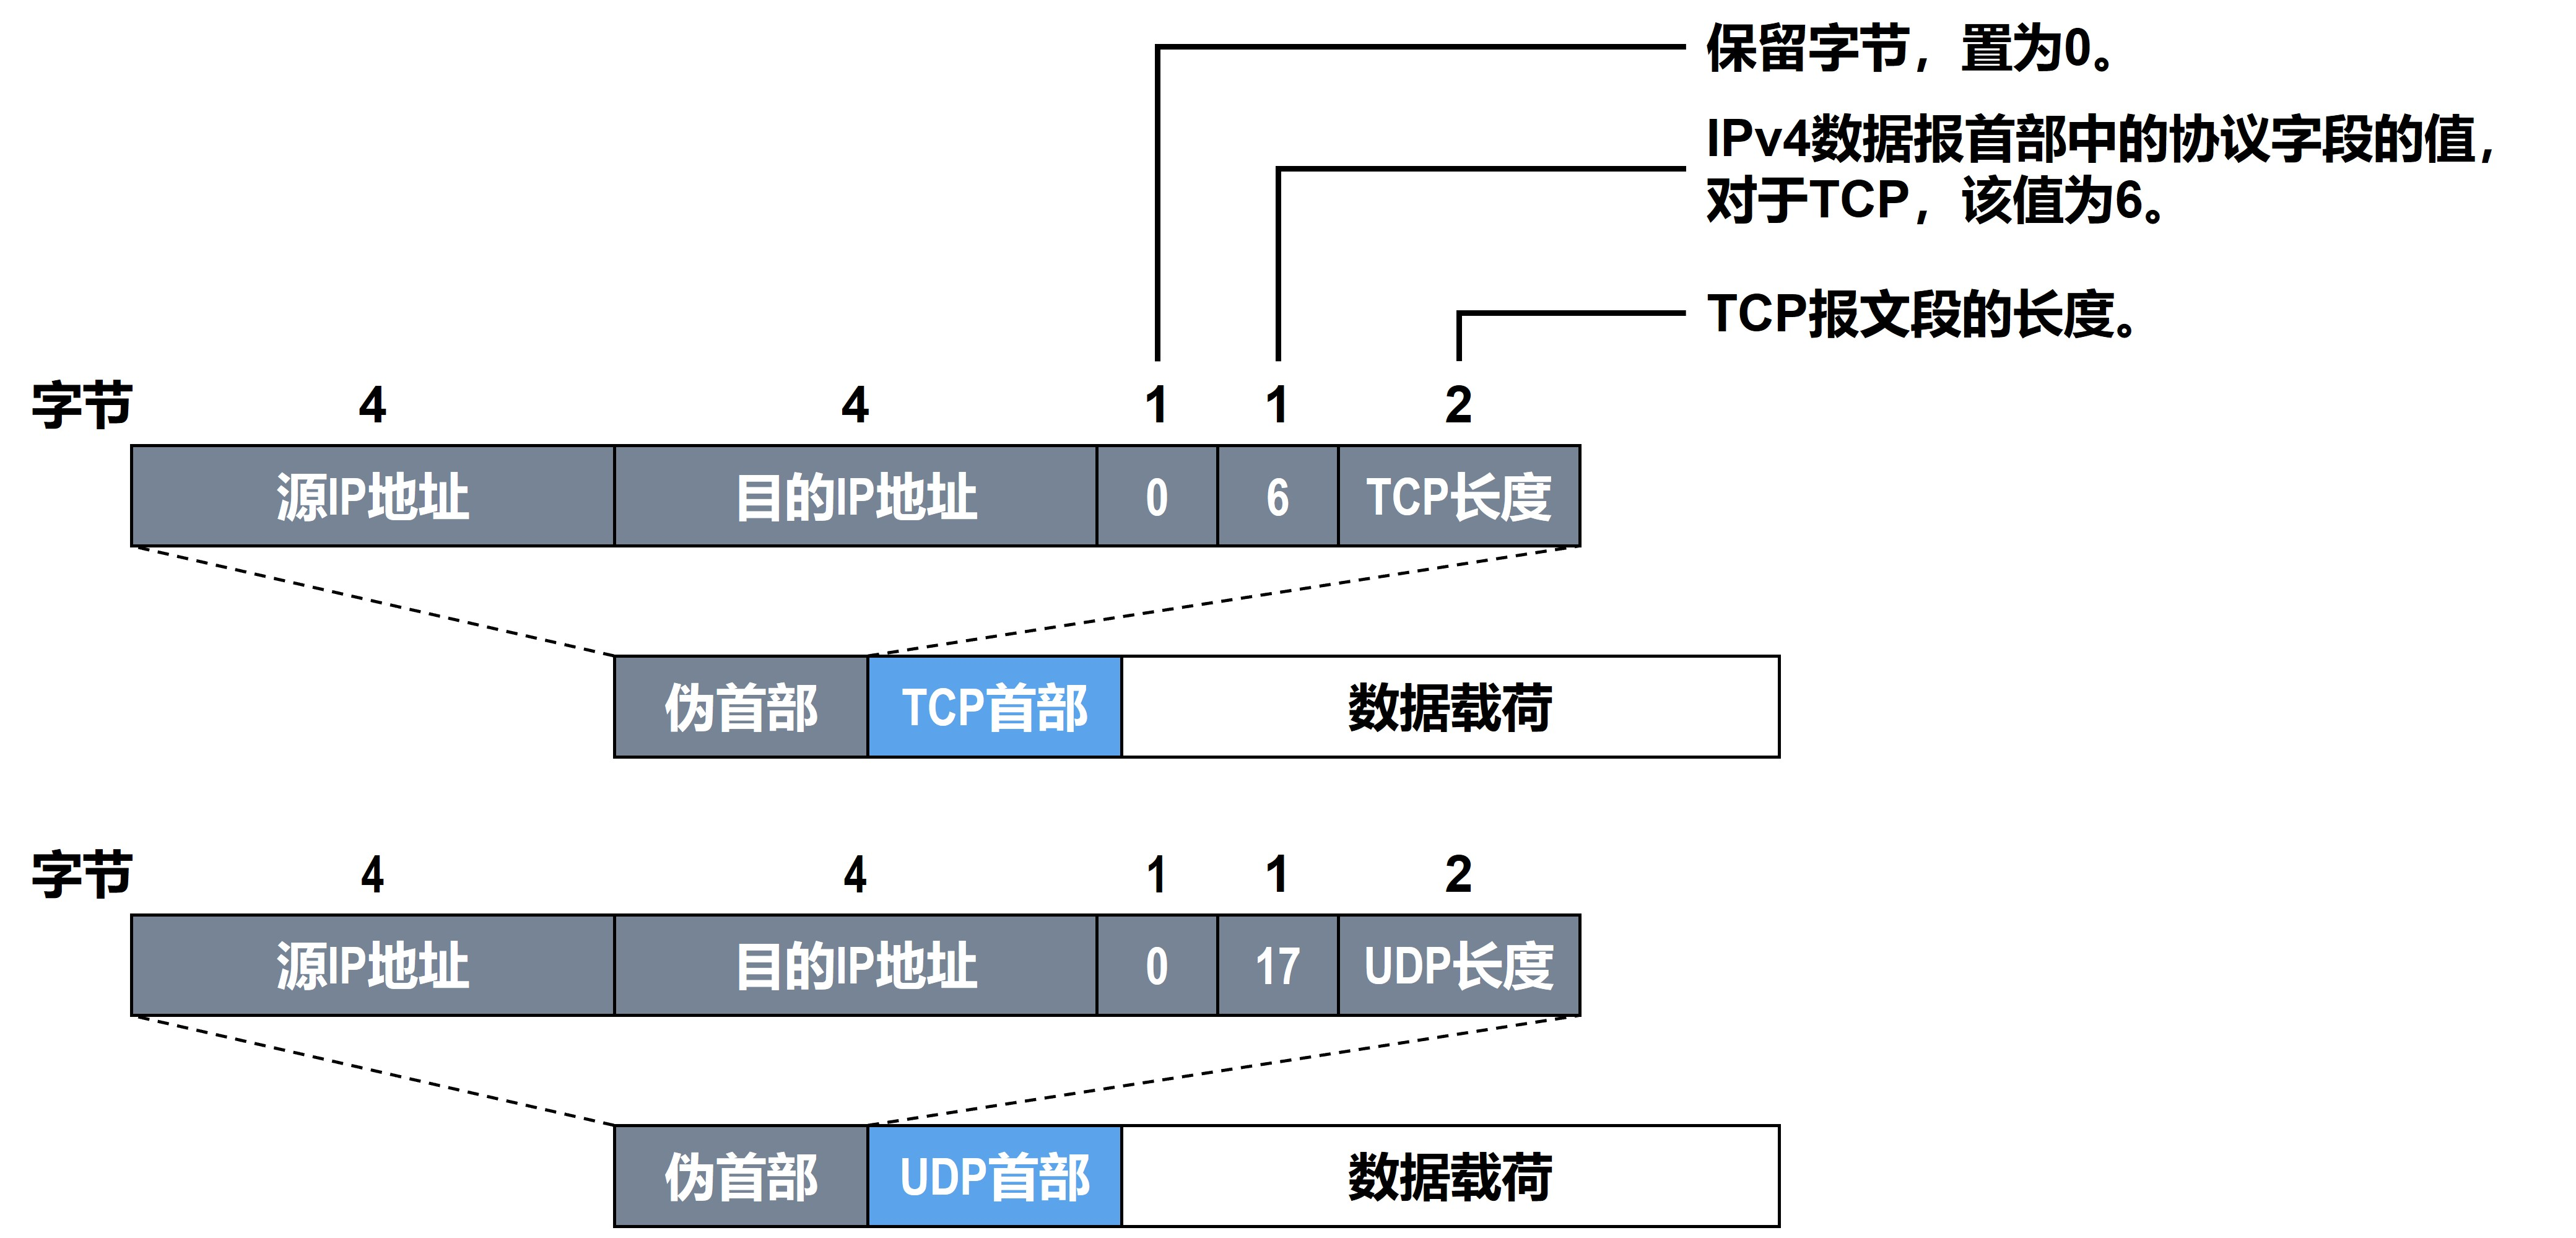 保留字节，置为0。
IPv4数据报首部中的协议字段的值，
对于TCP，该值为6。
TCP报文段的长度。
字节 4 4 1 1 2
源IP地址 目的IP地址 0 6 TCP长度
伪首部 TCP首部 数据载荷
字节 4 4 1 1 2
源IP地址 目的IP地址 0 17 UDP长度
伪首部 UDP首部 数据载荷